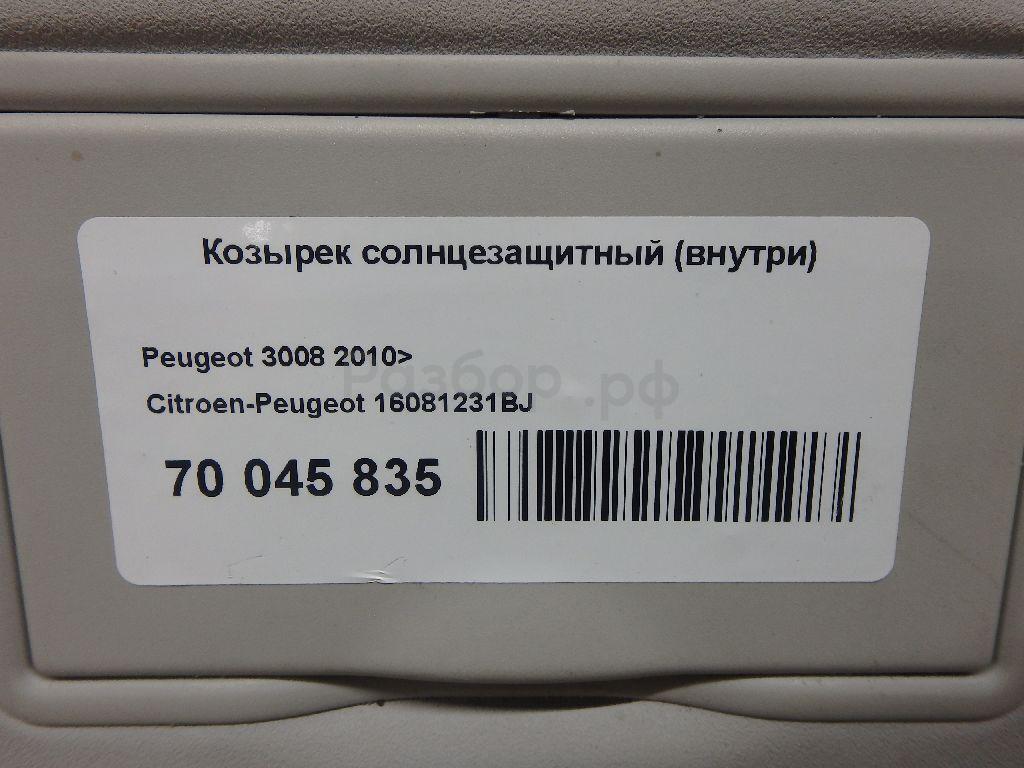 Козырек солнцезащитный (внутри)
Peugeot 3008 2010>
Разбор.рф
Citroen-Peugeot 16081231BJ
70 045 835